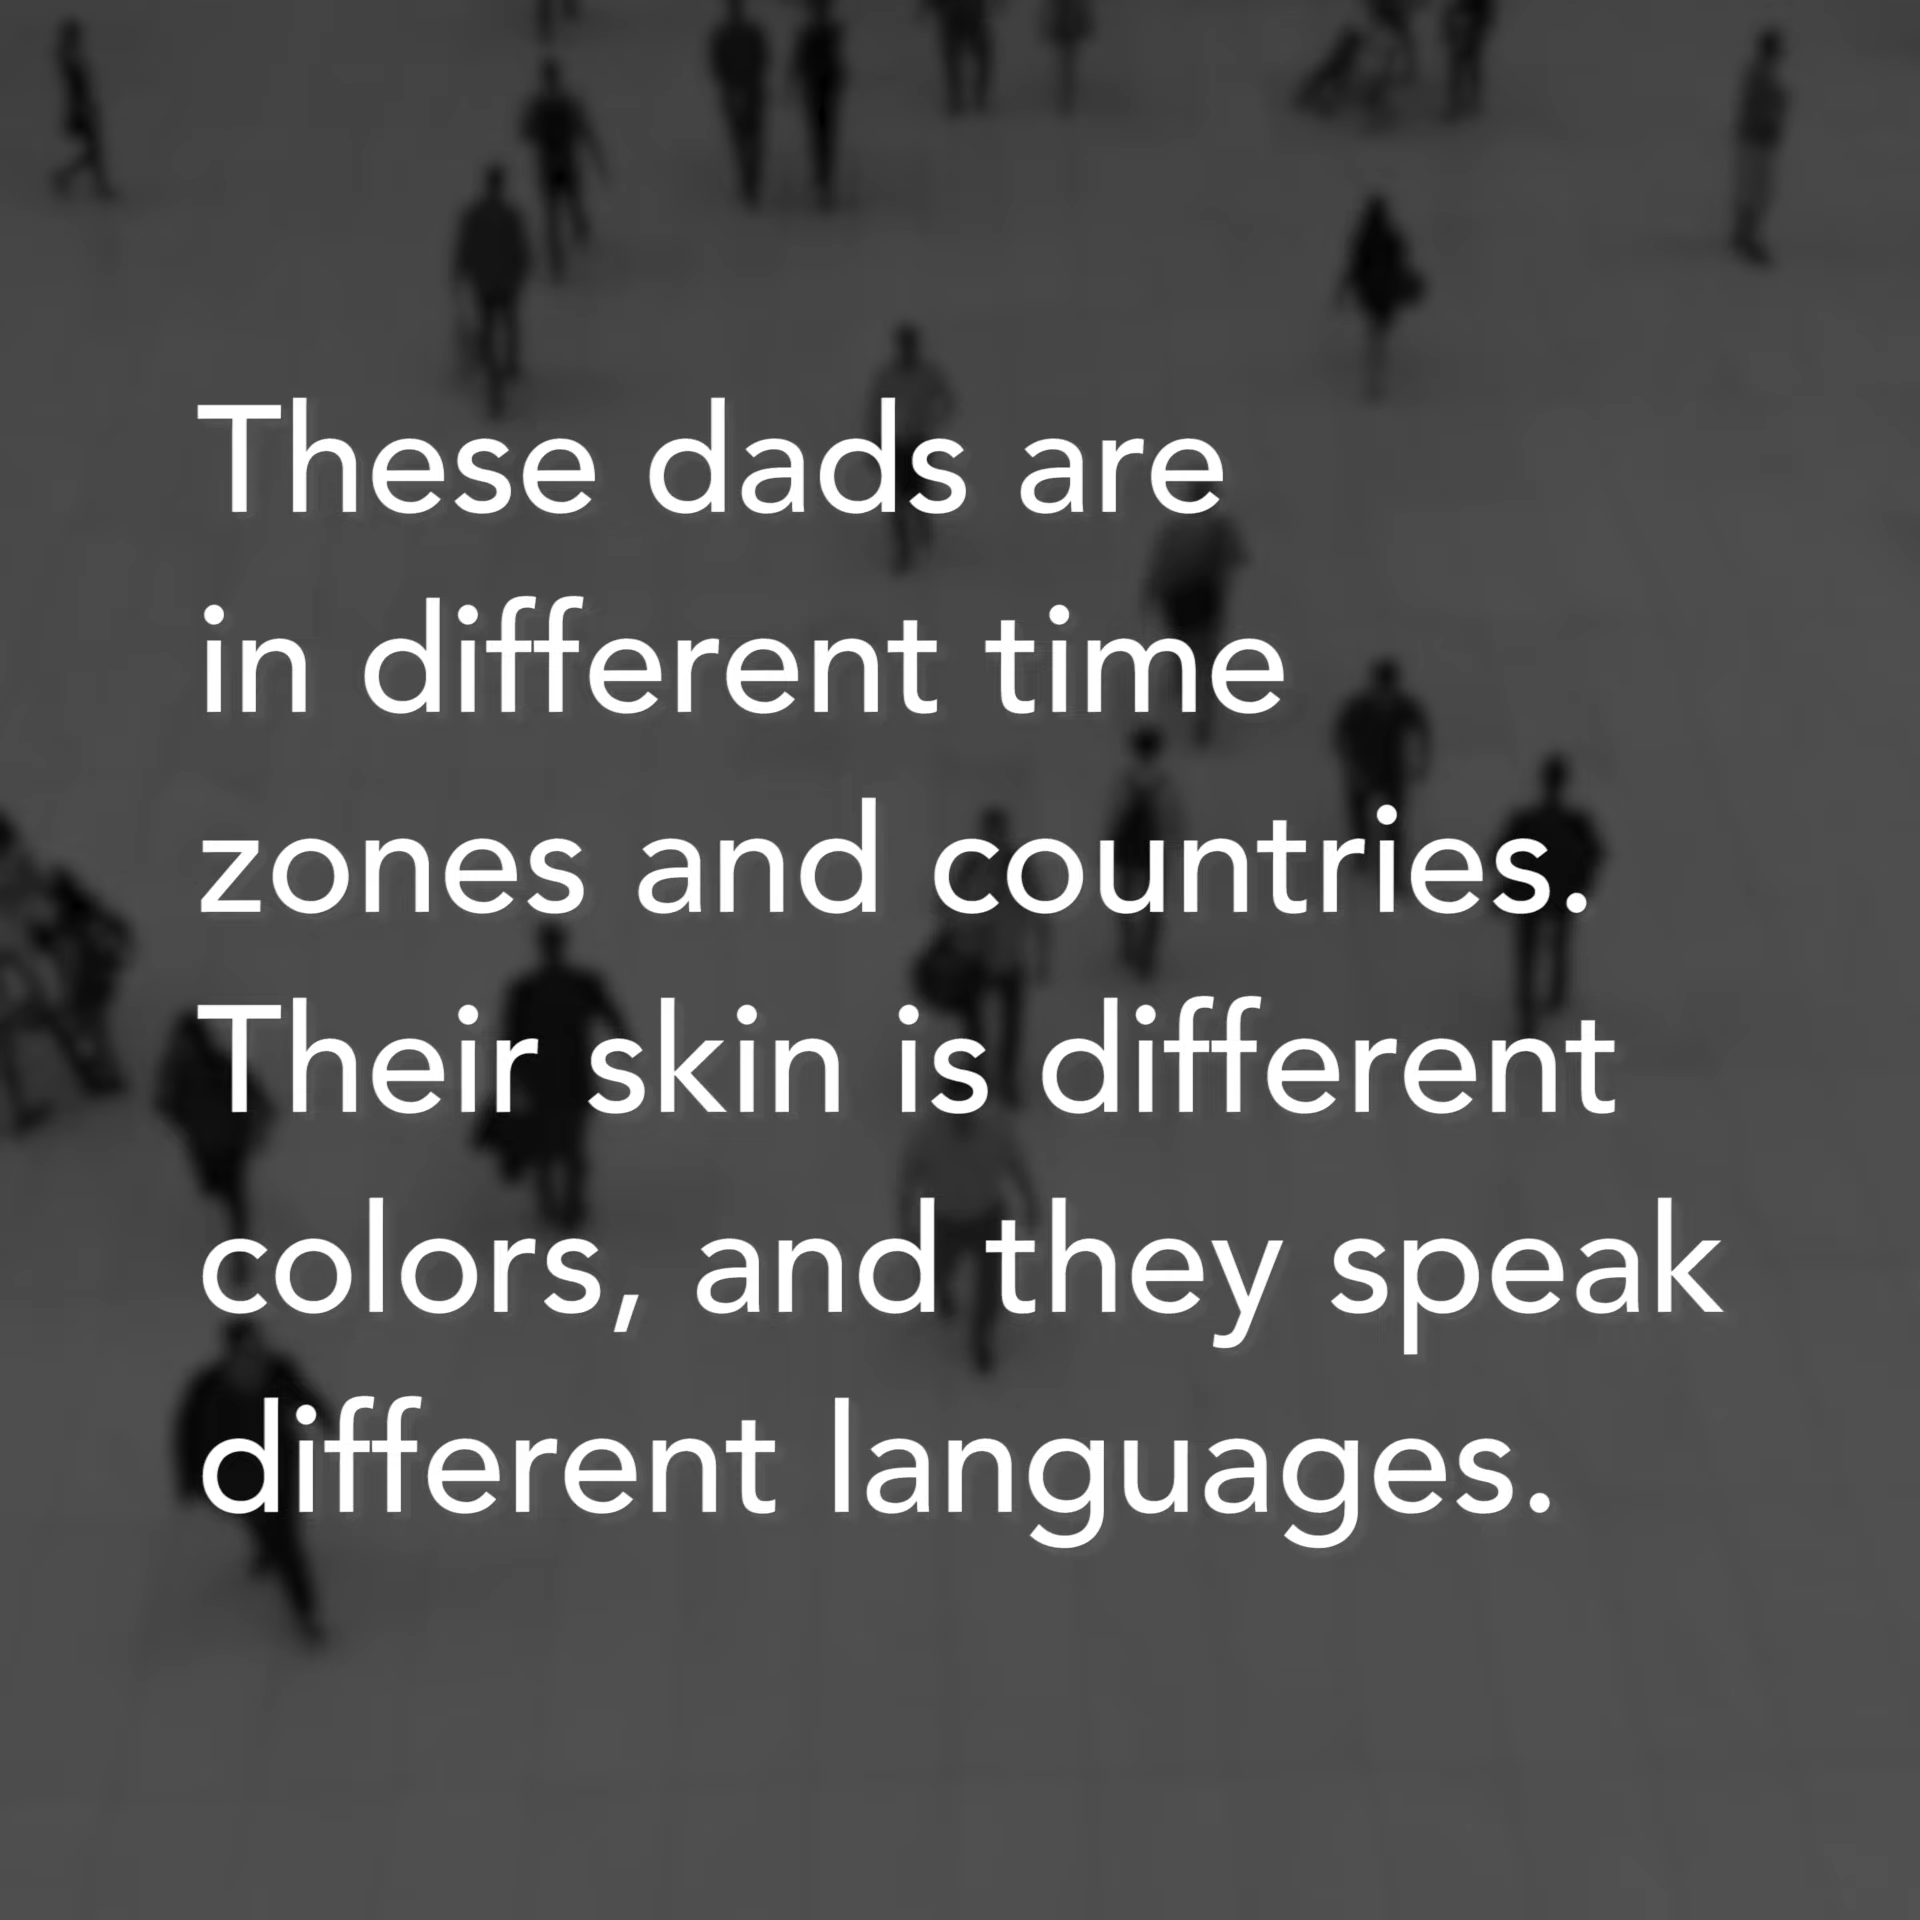 These dads are
in different time
zones and countries.
Their skin is different
colors, and they speak
different languages.